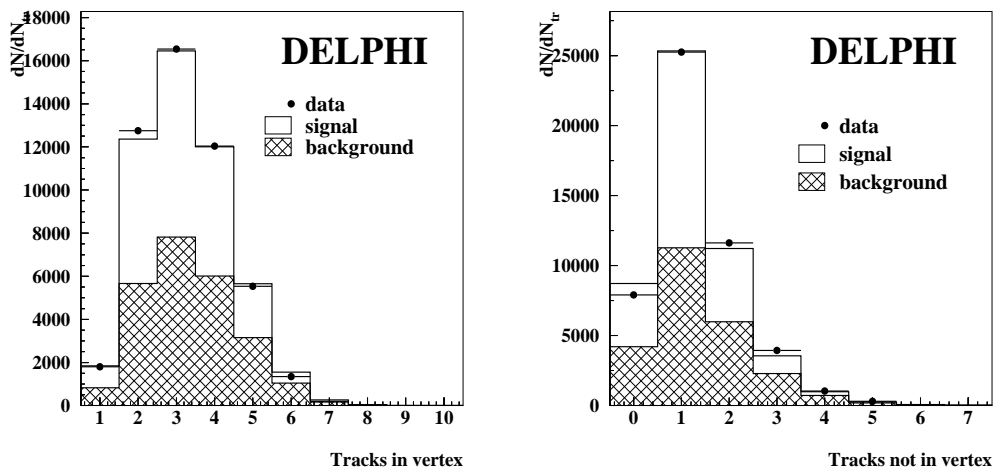 dN/dN_tr
18000
16000
14000
12000
10000
8000
6000
4000
2000
0
DELPHI
data
signal
background
1 2 3 4 5 6 7 8 9 10
Tracks in vertex
dN/dN_tr
25000
20000
15000
10000
5000
0
DELPHI
data
signal
background
0 1 2 3 4 5 6 7
Tracks not in vertex